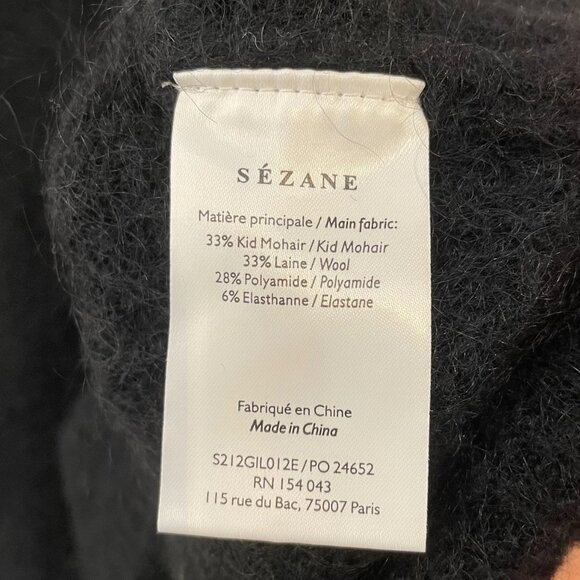 SÉZANE
Matière principale / Main fabric:
33% Kid Mohair / Kid Mohair
33% Laine / Wool
28% Polyamide / Polyamide
6% Elasthanne / Elastane
Fabriqué en Chine
Made in China
S212GIL012E / PO 24652
RN 154 043
115 rue du Bac, 75007 Paris